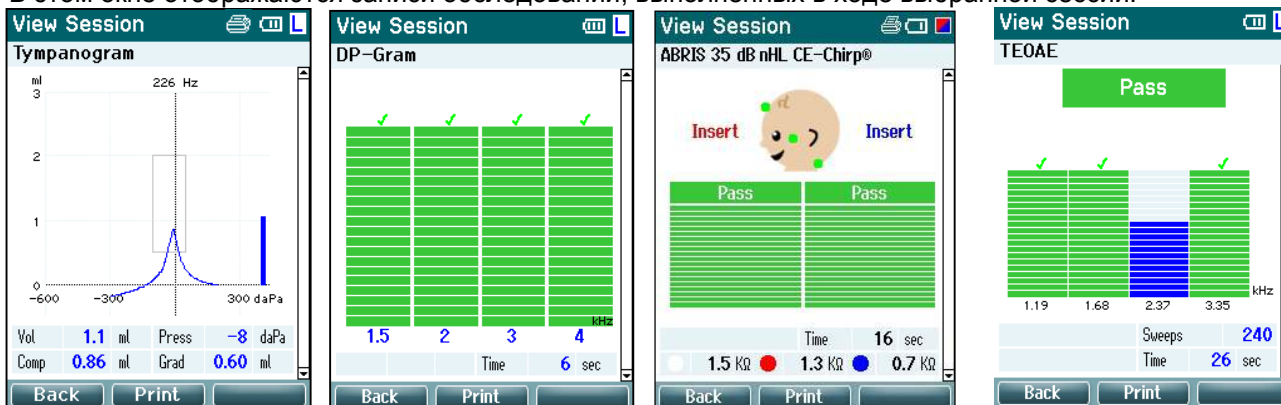 В этом окне отображаются записи обследований, выполненных в ходе выбранной сессии.
View Session L
Tympanogram
ml 226 Hz
3
2
1
0
-600 -300 300 daPa
Vol 1.1 ml Press -8 daPa
Comp 0.86 ml Grad 0.60 ml
Back Print
View Session L
DP-Gram
kHz
1.5 2 3 4
Time 6 sec
Back Print
View Session
ABRIS 35 dB nHL CE-Chirp®
Insert Insert
Pass Pass
Time 16 sec
1.5 KΩ 1.3 KΩ 0.7 KΩ
Back Print
View Session L
TEOAE
Pass
kHz
1.19 1.68 2.37 3.35
Sweeps 240
Time 26 sec
Back Print